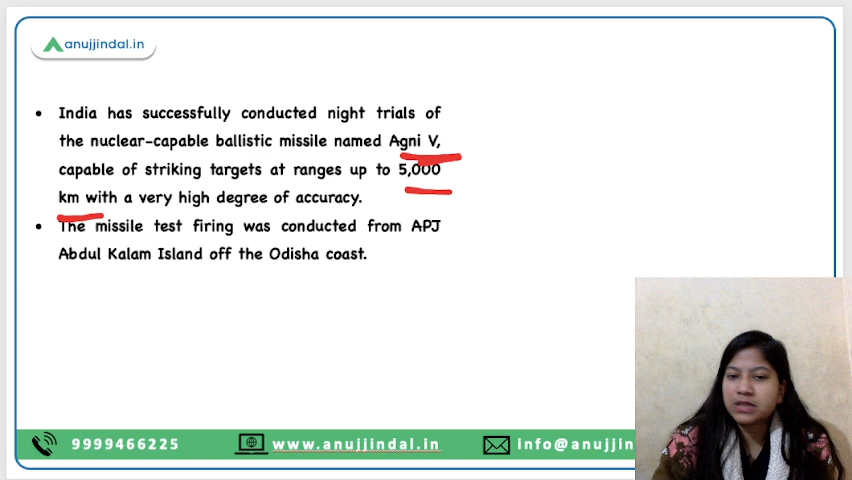 anujjindal.in
• India has successfully conducted night trials of
the nuclear-capable ballistic missile named Agni V,
capable of striking targets at ranges up to 5,000
km with a very high degree of accuracy.
• The missile test firing was conducted from APJ
Abdul Kalam Island off the Odisha coast.
9999466225 www.anujjindal.in info@anujjin